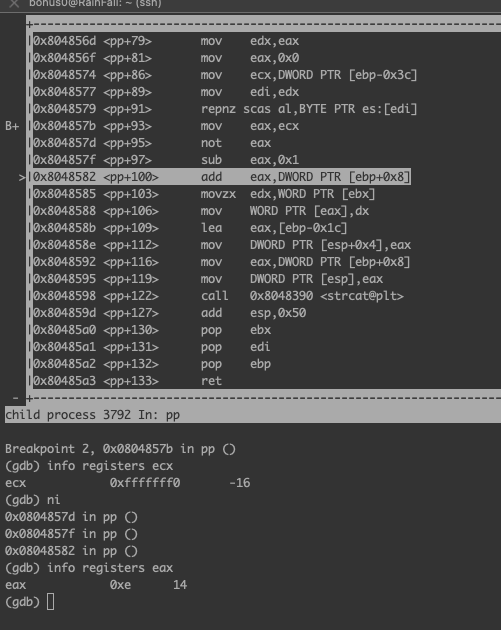 bonus0@RainFall: ~ (ssh)
0x804856d <pp+79> mov edx,eax
0x804856f <pp+81> mov eax,0x0
0x8048574 <pp+86> mov ecx,DWORD PTR [ebp-0x3c]
0x8048577 <pp+89> mov edi,edx
0x8048579 <pp+91> repnz scas al,BYTE PTR es:[edi]
B+ 0x804857b <pp+93> mov eax,ecx
0x804857d <pp+95> not eax
0x804857f <pp+97> sub eax,0x1
>0x8048582 <pp+100> add eax,DWORD PTR [ebp+0x8]
0x8048585 <pp+103> movzx edx,WORD PTR [ebx]
0x8048588 <pp+106> mov WORD PTR [eax],dx
0x804858b <pp+109> lea eax,[ebp-0x1c]
0x804858e <pp+112> mov DWORD PTR [esp+0x4],eax
0x8048592 <pp+116> mov eax,DWORD PTR [ebp+0x8]
0x8048595 <pp+119> mov DWORD PTR [esp],eax
0x8048598 <pp+122> call 0x8048390 <strcat@plt>
0x804859d <pp+127> add esp,0x50
0x80485a0 <pp+130> pop ebx
0x80485a1 <pp+131> pop edi
0x80485a2 <pp+132> pop ebp
0x80485a3 <pp+133> ret
child process 3792 In: pp
Breakpoint 2, 0x0804857b in pp ()
(gdb) info registers ecx
ecx 0xfffffff0 -16
(gdb) ni
0x0804857d in pp ()
0x0804857f in pp ()
0x08048582 in pp ()
(gdb) info registers eax
eax 0xe 14
(gdb)